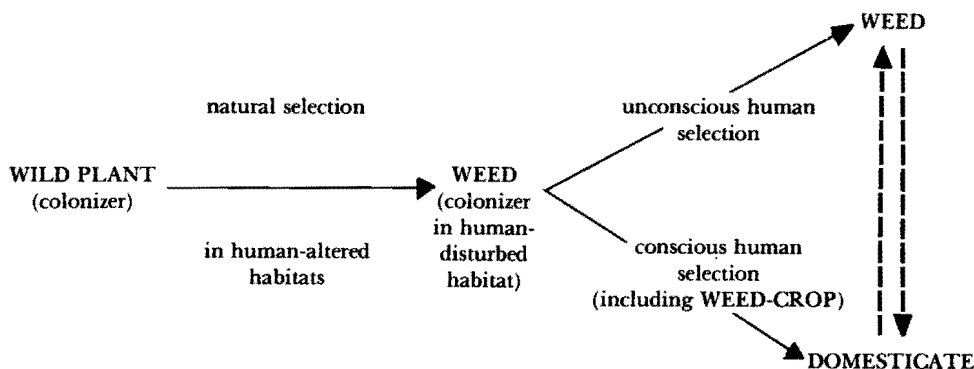 WEED
natural selection
unconscious human
selection
WILD PLANT
(colonizer)
WEED
(colonizer
in human-
disturbed
habitat)
in human-altered
habitats
conscious human
selection
(including WEED-CROP)
DOMESTICATE